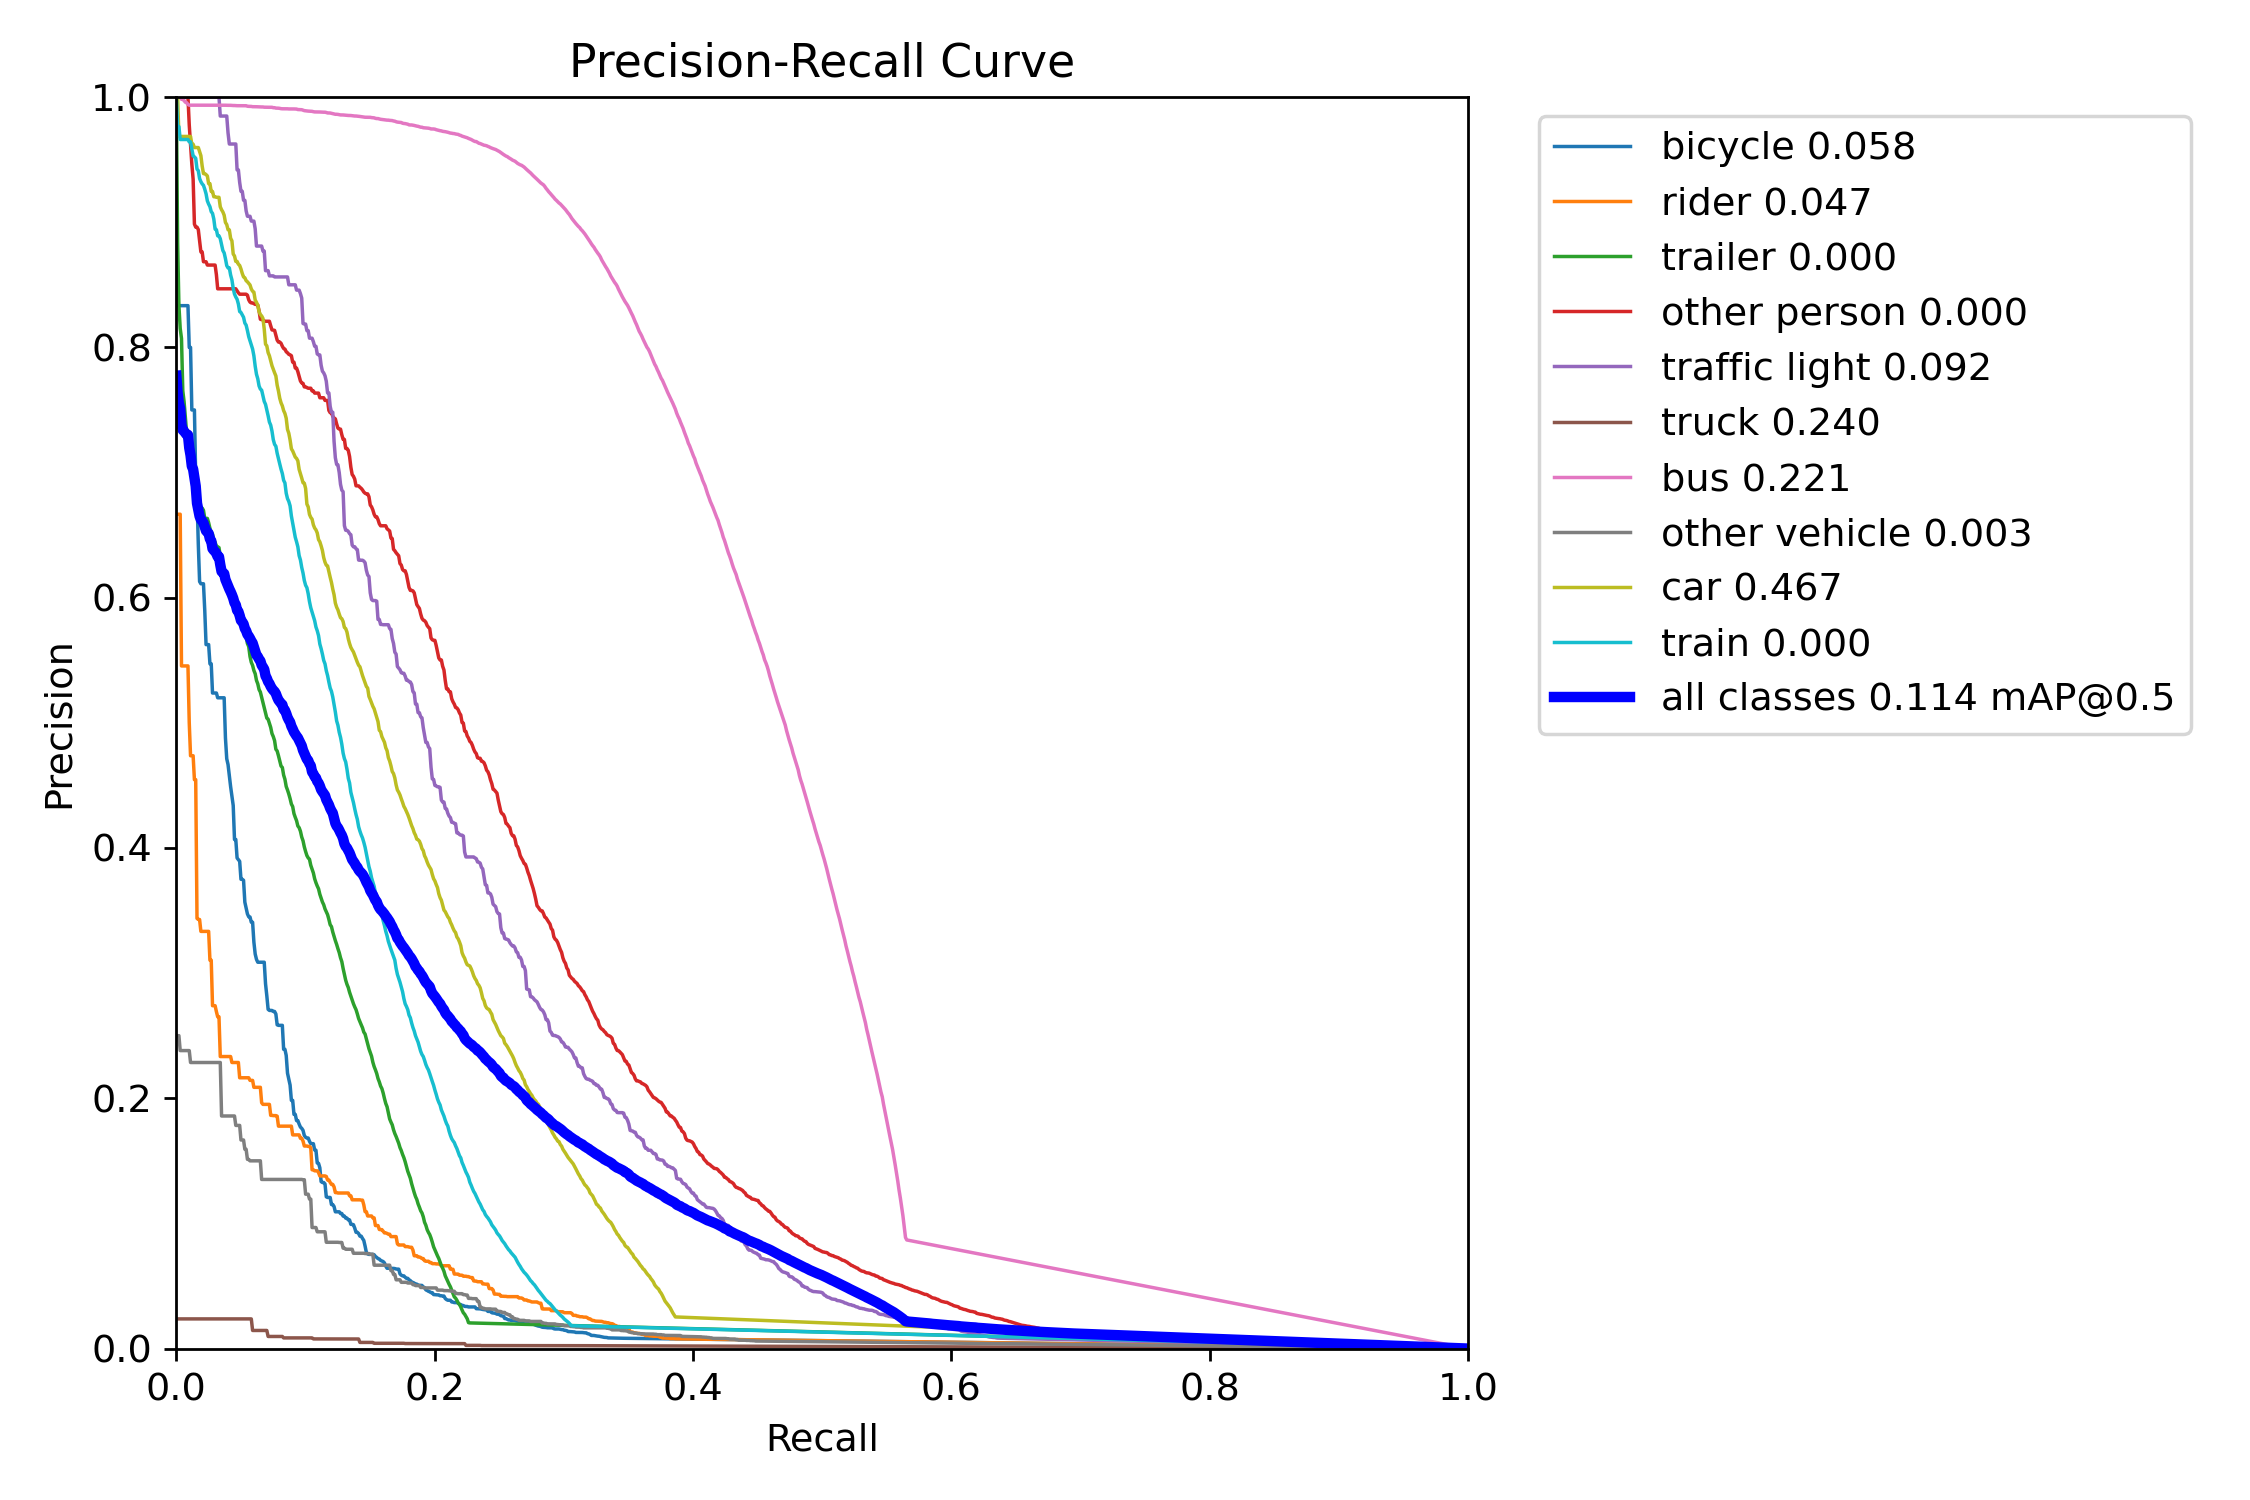 Precision-Recall Curve
1.0
0.8
0.6
0.4
0.2
0.0
Precision
0.0 0.2 0.4 0.6 0.8 1.0
Recall
bicycle 0.058
rider 0.047
trailer 0.000
other person 0.000
traffic light 0.092
truck 0.240
bus 0.221
other vehicle 0.003
car 0.467
train 0.000
all classes 0.114 mAP@0.5